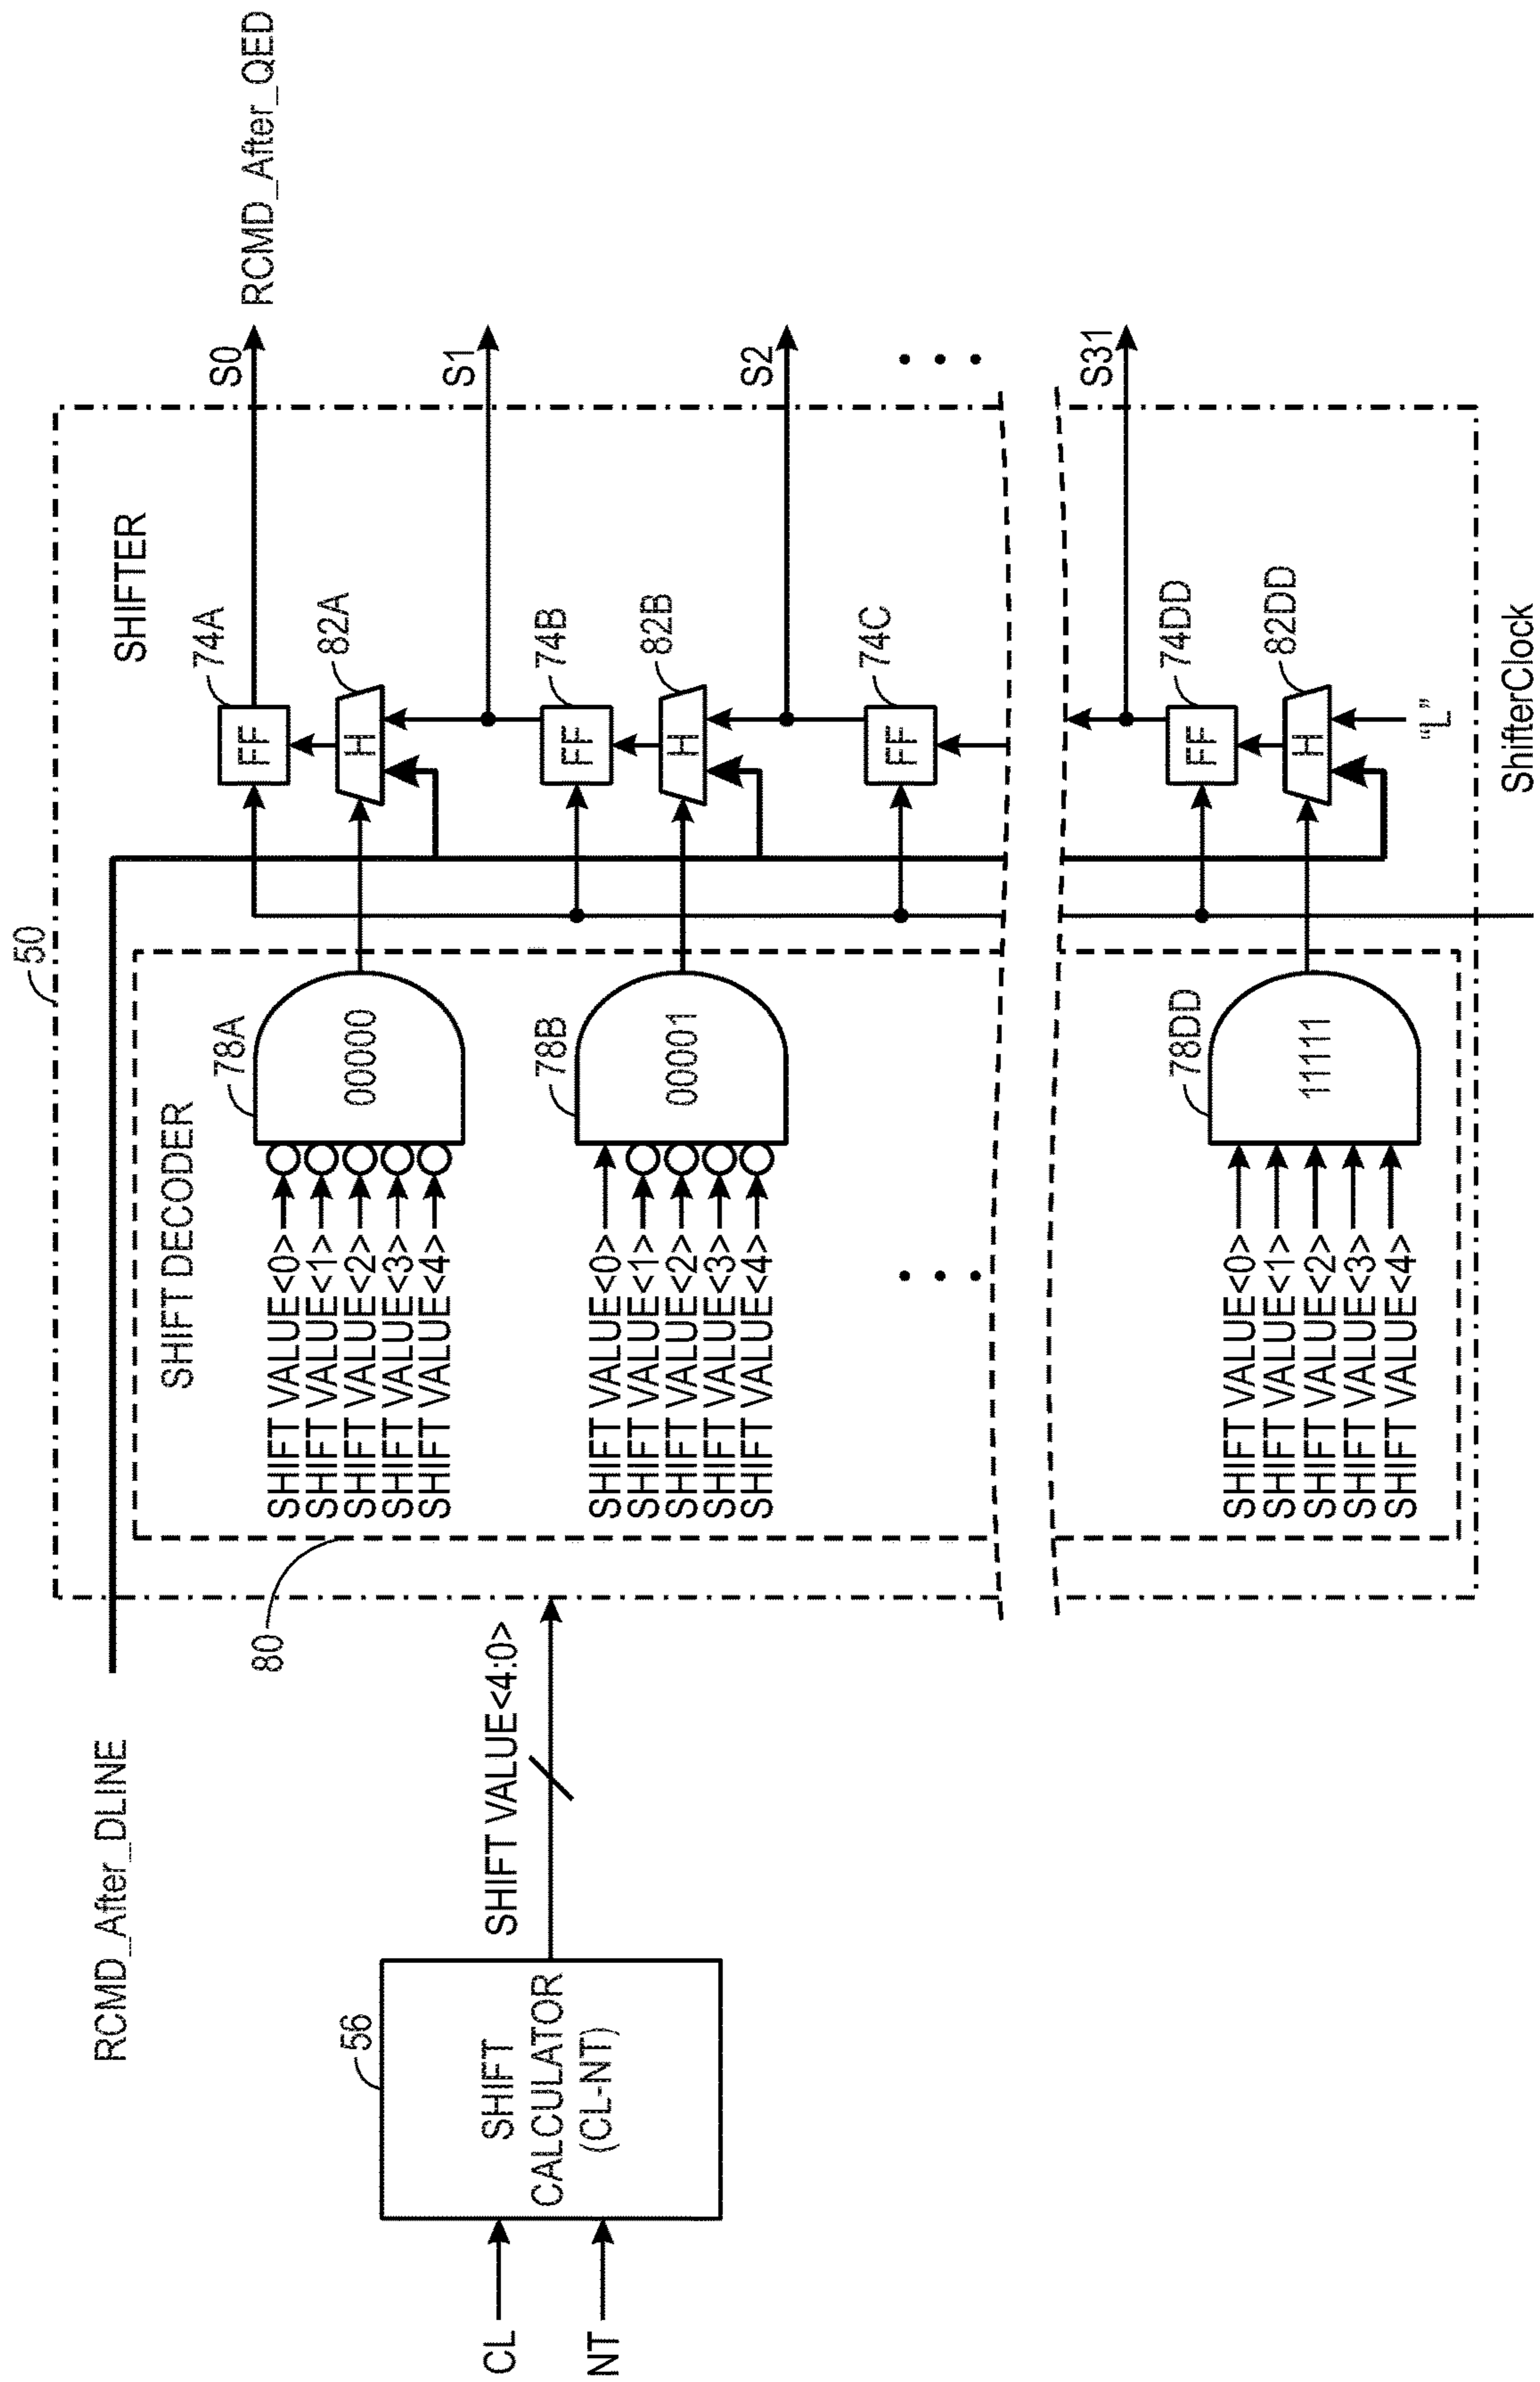 RCMD_After_DLINE
CL
NT
56
SHIFT
CALCULATOR
(CL-NT)
SHIFT VALUE<4:0>
50
SHIFTER
80
SHIFT DECODER
SHIFT VALUE<0>
SHIFT VALUE<1>
SHIFT VALUE<2>
SHIFT VALUE<3>
SHIFT VALUE<4>
78A
00000
82A
H
74A
FF
S0
RCMD_After_QED
S1
SHIFT VALUE<0>
SHIFT VALUE<1>
SHIFT VALUE<2>
SHIFT VALUE<3>
SHIFT VALUE<4>
78B
00001
74B
FF
82B
H
S2
74C
FF
S31
SHIFT VALUE<0>
SHIFT VALUE<1>
SHIFT VALUE<2>
SHIFT VALUE<3>
SHIFT VALUE<4>
78DD
11111
74DD
FF
82DD
H
"L"
ShifterClock